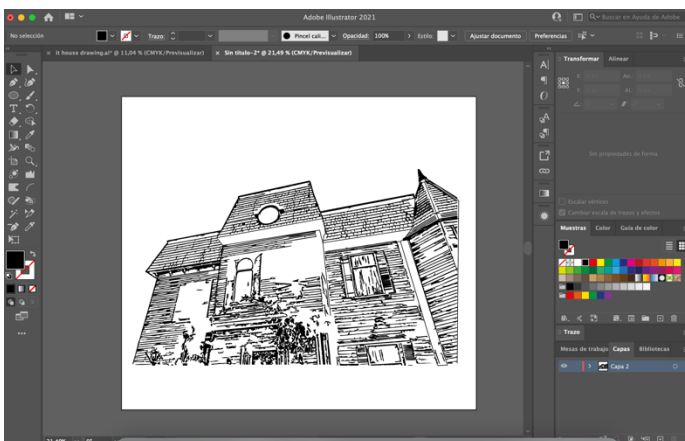 Adobe Illustrator 2021
Buscar en Ayuda de Adobe
No selección
Trazo:
Pincel cali...
Opacidad:
100%
Estilo:
Ajustar documento
Preferencias
× it house drawing.ai* @ 11,04 % (CMYK/Previsualizar)
× Sin título-2* @ 21,49 % (CMYK/Previsualizar)
Transformar
Alinear
Sin propiedades de forma
Escalar vértices
Cambiar escala de trazos y efectos
Muestras
Color
Guía de color
Trazo
Mesas de trabajo
Capas
Bibliotecas
Capa 2